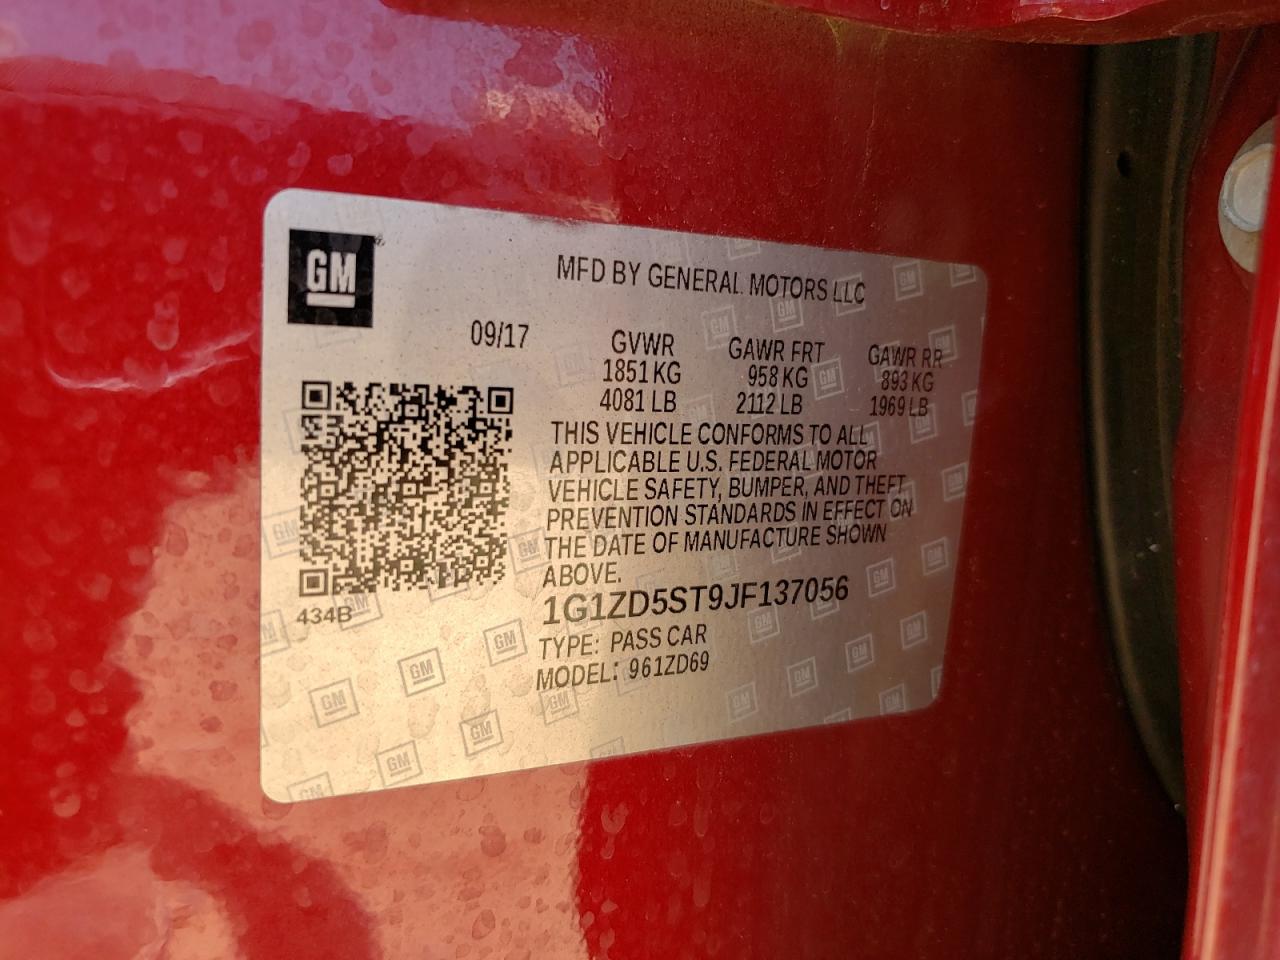 GM
MFD BY GENERAL MOTORS LLC
09/17
GVWR GAWR FRT GAWR RR
1851 KG 958 KG 893 KG
4081 LB 2112 LB 1969 LB
THIS VEHICLE CONFORMS TO ALL
APPLICABLE U.S. FEDERAL MOTOR
VEHICLE SAFETY, BUMPER, AND THEFT
PREVENTION STANDARDS IN EFFECT ON
THE DATE OF MANUFACTURE SHOWN
ABOVE.
434B
1G1ZD5ST9JF137056
TYPE: PASS CAR
MODEL: 961ZD69